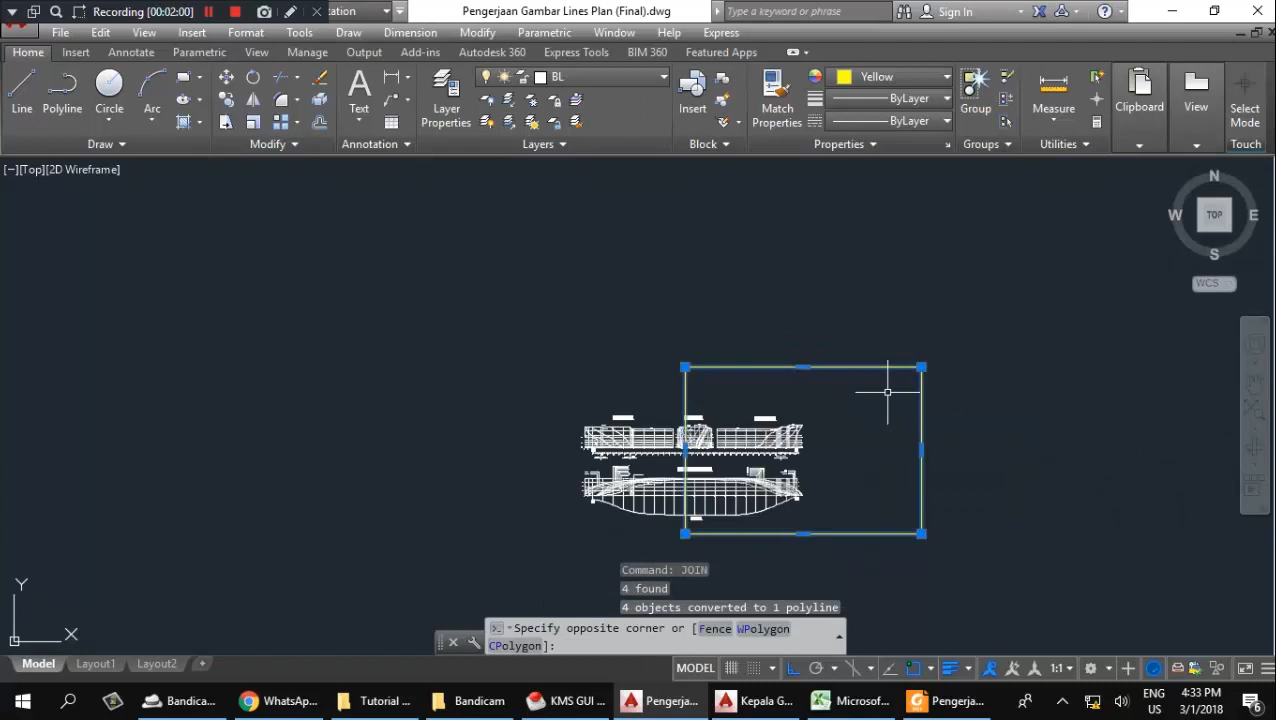 Recording [00:02:00]
otation
Pengerjaan Gambar Lines Plan (Final).dwg
Type a keyword or phrase
Sign In
File Edit View Insert Format Tools Draw Dimension Modify Parametric Window Help Express
Home Insert Annotate Parametric View Manage Output Add-ins Autodesk 360 Express Tools BIM 360 Featured Apps
BL
Yellow
ByLayer
ByLayer
Line Polyline Circle Arc
Text
Layer
Properties
Insert
Match
Properties
Group
Measure
Clipboard
View
Select
Mode
Draw Modify Annotation Layers Block Properties Groups Utilities Touch
[−][Top][2D Wireframe]
N
W TOP E
S
WCS
Command: JOIN
4 found
4 objects converted to 1 polyline
Specify opposite corner or [Fence WPolygon
CPolygon]:
Y
X
Model Layout1 Layout2 +
MODEL
1:1
Bandica... WhatsAp... Tutorial ... Bandicam KMS GUI ... Pengerja... Kepala G... Microsof... Pengerja...
ENG
US
4:33 PM
3/1/2018
6